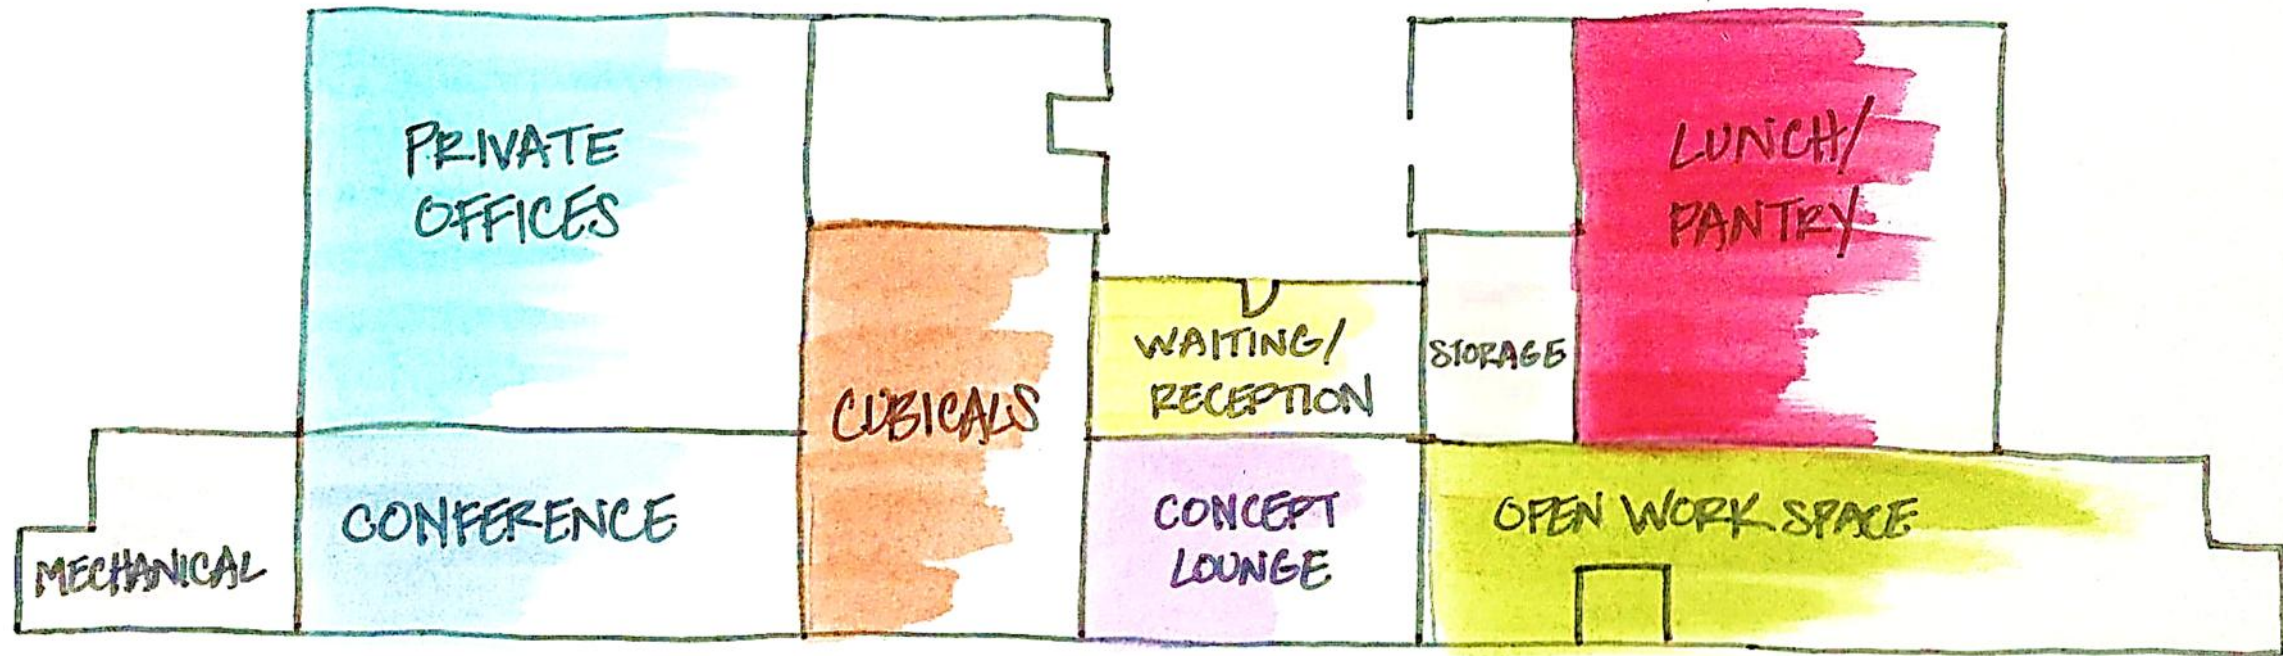 PRIVATE
OFFICES
LUNCH/
PANTRY
CUBICALS
WAITING/
RECEPTION
STORAGE
MECHANICAL
CONFERENCE
CONCEPT
LOUNGE
OPEN WORK SPACE